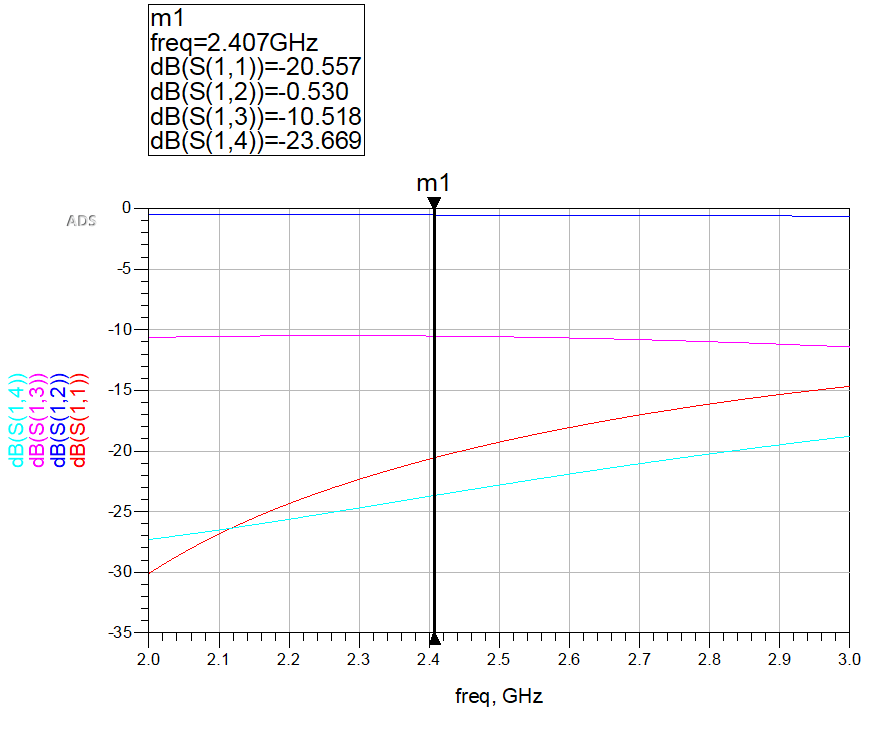 m1
freq=2.407GHz
dB(S(1,1))=-20.557
dB(S(1,2))=-0.530
dB(S(1,3))=-10.518
dB(S(1,4))=-23.669
m1
ADS
0
-5
-10
-15
-20
-25
-30
-35
dB(S(1,4))
dB(S(1,3))
dB(S(1,2))
dB(S(1,1))
2.0 2.1 2.2 2.3 2.4 2.5 2.6 2.7 2.8 2.9 3.0
freq, GHz